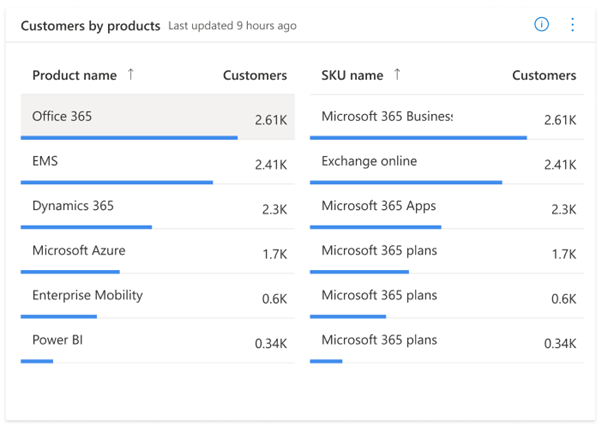 Customers by products Last updated 9 hours ago
Product name ↑ Customers
Office 365 2.61K
EMS 2.41K
Dynamics 365 2.3K
Microsoft Azure 1.7K
Enterprise Mobility 0.6K
Power BI 0.34K
SKU name ↑ Customers
Microsoft 365 Business 2.61K
Exchange online 2.41K
Microsoft 365 Apps 2.3K
Microsoft 365 plans 1.7K
Microsoft 365 plans 0.6K
Microsoft 365 plans 0.34K